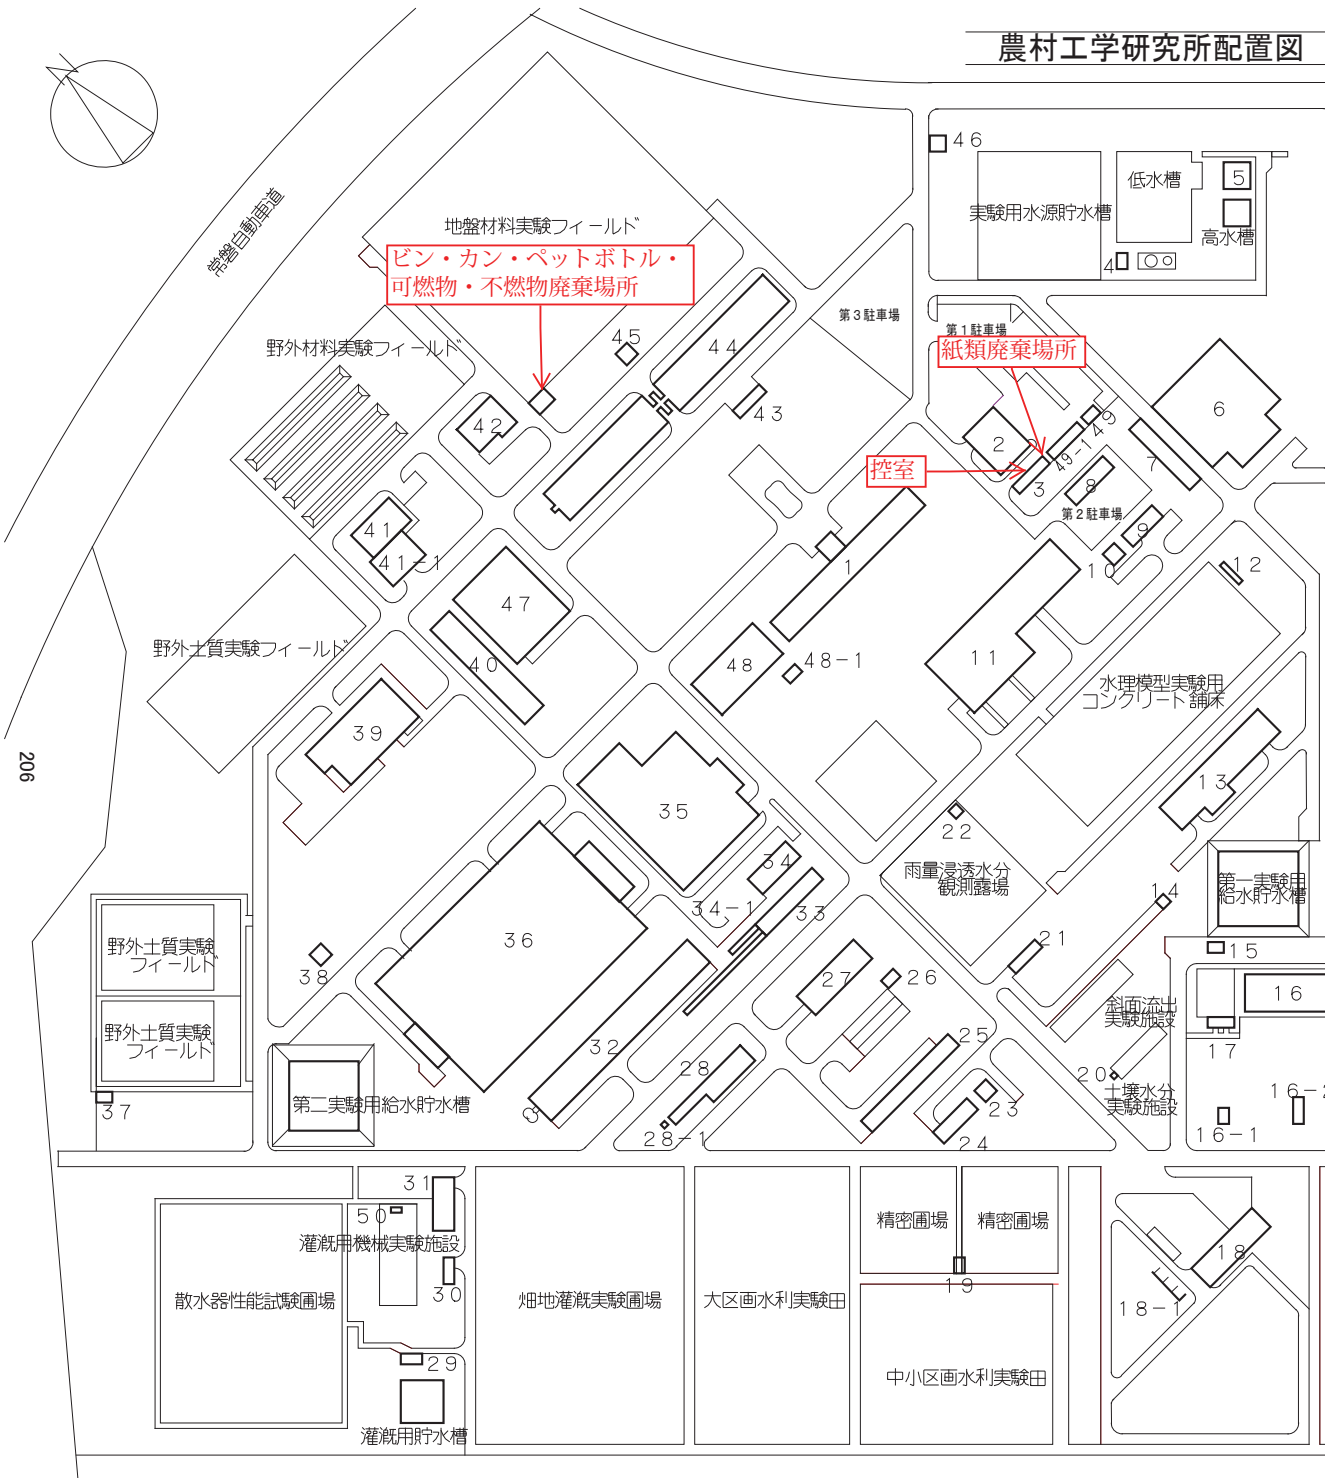 農村工学研究所配置図
46
低水槽
5
実験用水源貯水槽
高水槽
4
常磐自動車道
地盤材料実験フィールド
ビン・カン・ペットボトル・
可燃物・不燃物廃棄場所
第3駐車場
第1駐車場
紙類廃棄場所
野外材料実験フィールド
45
44
43
42
6
49
2
49-1
7
控室
3
8
第2駐車場
9
10
41
41-1
1
12
47
11
野外土質実験フィールド
40
48
48-1
水理模型実験用
コンクリート舗床
39
206
13
35
22
34
雨量浸透水分
観測露場
第一実験用
給水貯水槽
14
34-1
33
36
野外土質実験
フィールド
38
21
15
27
26
16
斜面流出
実験施設
野外土質実験
フィールド
32
25
17
28
20
23
土壌水分
実験施設
16-2
37
第二実験用給水貯水槽
28-1
24
16-1
31
50
灌漑用機械実験施設
精密圃場
精密圃場
18
30
19
散水器性能試験圃場
畑地灌漑実験圃場
大区画水利実験田
18-1
29
中小区画水利実験田
灌漑用貯水槽